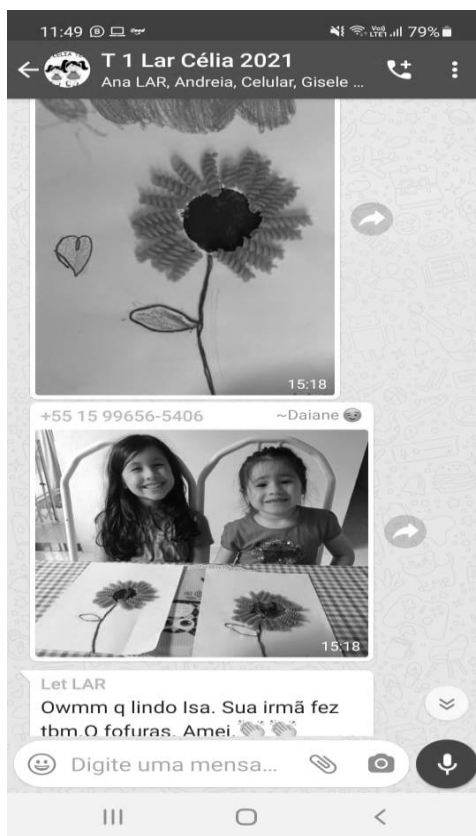 11:49
79%
T 1 Lar Célia 2021
Ana LAR, Andreia, Celular, Gisele ...
15:18
+55 15 99656-5406 ~Daiane
15:18
Let LAR
Owmm q lindo Isa. Sua irmã fez
tbm.O fofuras. Amei.
Digite uma mensa...